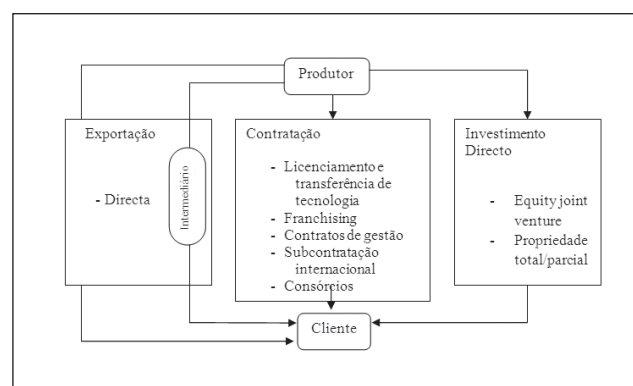 Produtor
Exportação
- Directa
Intermediário
Contratação
- Licenciamento e
transferência de
tecnologia
- Franchising
- Contratos de gestão
- Subcontratação
internacional
- Consórcios
Investimento
Directo
- Equity joint
venture
- Propriedade
total/parcial
Cliente